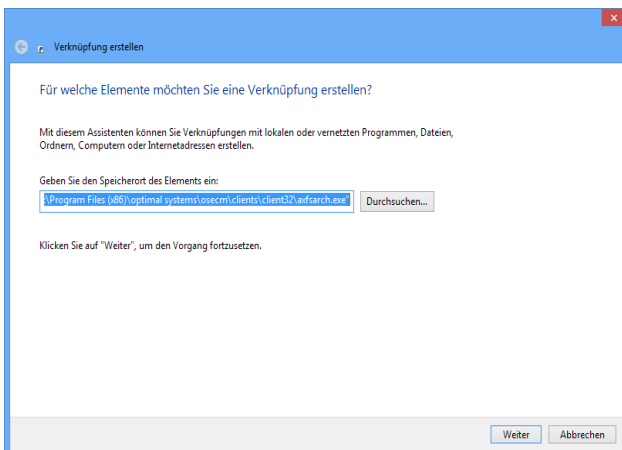 Verknüpfung erstellen
Für welche Elemente möchten Sie eine Verknüpfung erstellen?
Mit diesem Assistenten können Sie Verknüpfungen mit lokalen oder vernetzten Programmen, Dateien,
Ordnern, Computern oder Internetadressen erstellen.
Geben Sie den Speicherort des Elements ein:
:\Program Files (x86)\optimal systems\osecm\clients\client32\axfsarch.exe" Durchsuchen...
Klicken Sie auf "Weiter", um den Vorgang fortzusetzen.
Weiter Abbrechen